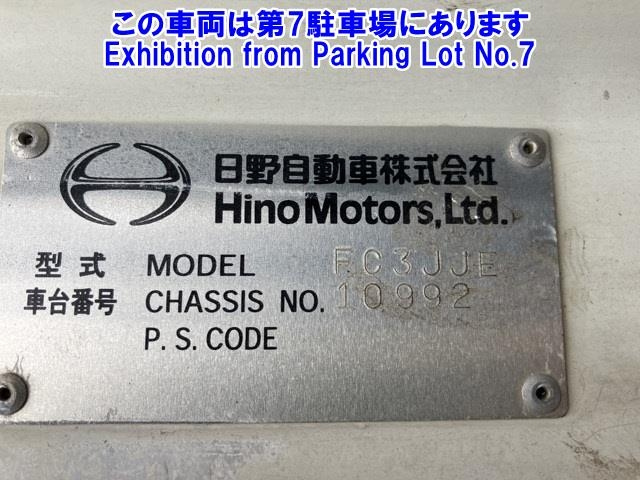 この車両は第7駐車場にあります
Exhibition from Parking Lot No.7
日野自動車株式会社
Hino Motors, Ltd.
型式 MODEL FC3JJE
車台番号 CHASSIS NO. 10992
P. S. CODE